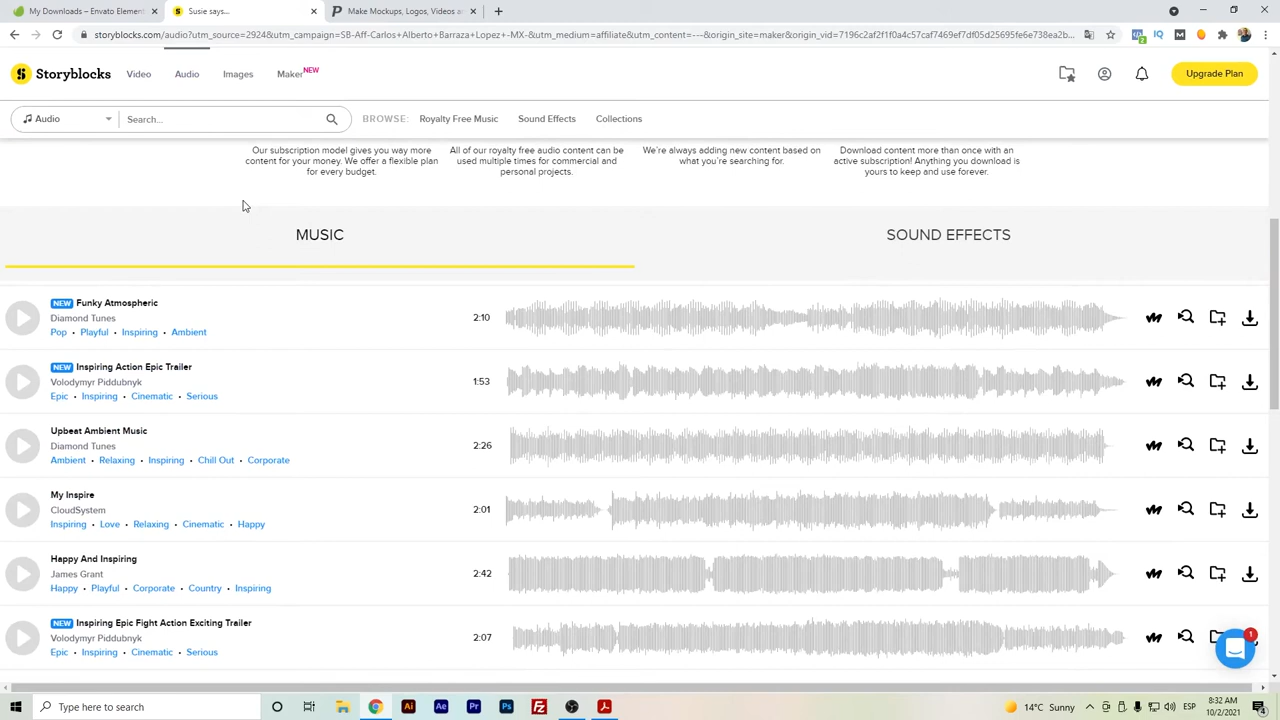 My Downloads – Envato Elemen
Susie says...
Make Mockups, Logos, Videos a
storyblocks.com/audio?utm_source=2924&utm_campaign=SB-Aff-Carlos Alberto Barraza Lopez -MX-&utm_medium=affiliate&utm_content=---&origin_site=maker&origin_vid=7196c2af2f1f0a4c57caf7469ef7df05d25695fe6e738ea2b...
Storyblocks Video Audio Images Maker NEW Upgrade Plan
Audio Search... BROWSE: Royalty Free Music Sound Effects Collections
Our subscription model gives you way more
content for your money. We offer a flexible plan
for every budget.
All of our royalty free audio content can be
used multiple times for commercial and
personal projects.
We're always adding new content based on
what you're searching for.
Download content more than once with an
active subscription! Anything you download is
yours to keep and use forever.
MUSIC SOUND EFFECTS
NEW Funky Atmospheric
Diamond Tunes 2:10
Pop • Playful • Inspiring • Ambient
NEW Inspiring Action Epic Trailer
Volodymyr Piddubnyk 1:53
Epic • Inspiring • Cinematic • Serious
Upbeat Ambient Music
Diamond Tunes 2:26
Ambient • Relaxing • Inspiring • Chill Out • Corporate
My Inspire
CloudSystem 2:01
Inspiring • Love • Relaxing • Cinematic • Happy
Happy And Inspiring
James Grant 2:42
Happy • Playful • Corporate • Country • Inspiring
NEW Inspiring Epic Fight Action Exciting Trailer
Volodymyr Piddubnyk 2:07
Epic • Inspiring • Cinematic • Serious
1
Type here to search Ai Ae Pr Ps Fz 14°C Sunny ESP 8:32 AM
10/2/2021 4